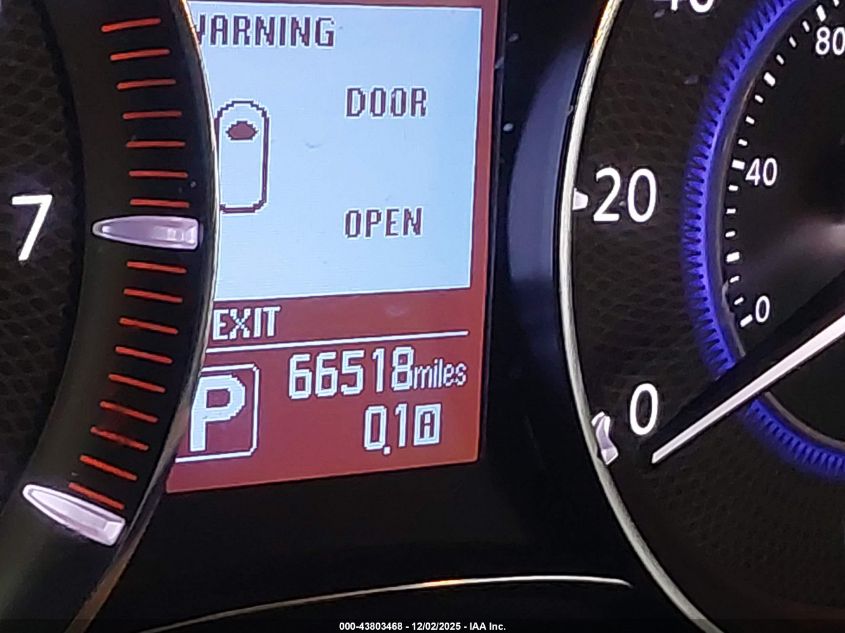 WARNING
DOOR
OPEN
EXIT
P
66518miles
0.1A
7
20
0
80
40
0
000-43803468 - 12/02/2025 - IAA Inc.